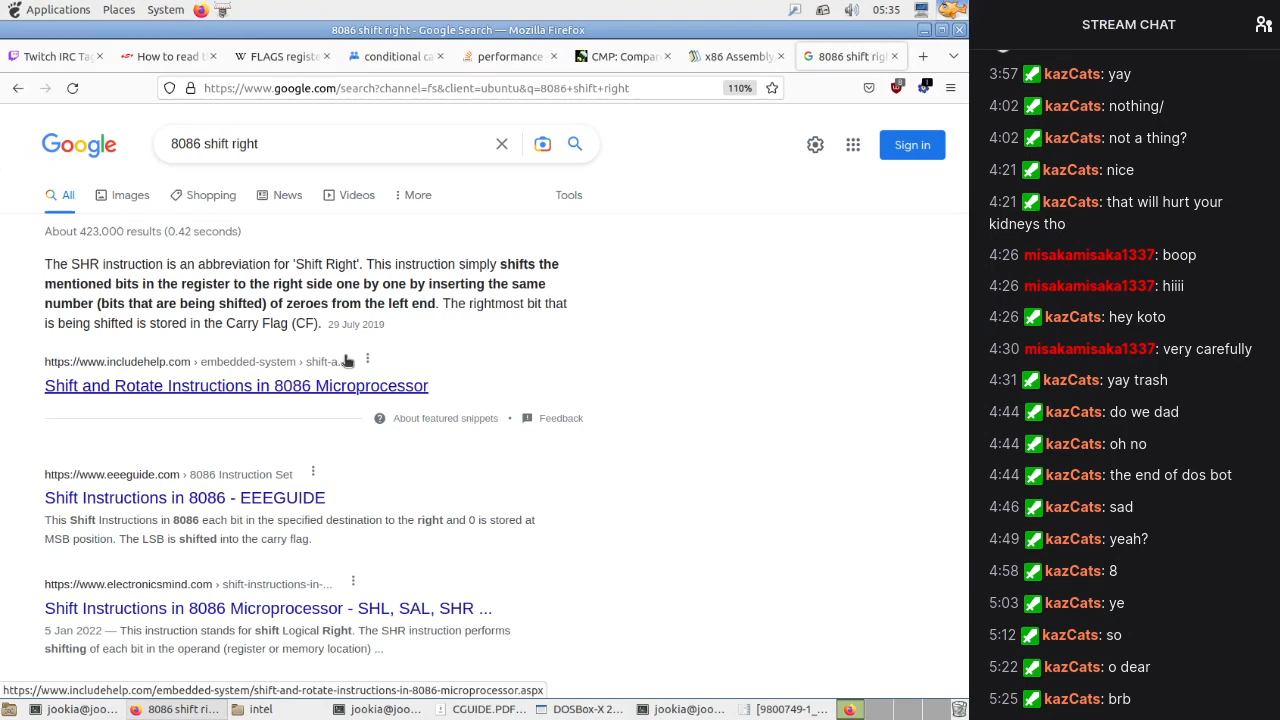 Applications Places System 05:35
8086 shift right - Google Search — Mozilla Firefox
Twitch IRC Ta
How to read b
FLAGS registe
conditional ca
performance -
CMP: Compar
x86 Assembly
8086 shift rig
https://www.google.com/search?channel=fs&client=ubuntu&q=8086+shift+right 110%
Google
8086 shift right
Sign in
All Images Shopping News Videos More Tools
About 423,000 results (0.42 seconds)
The SHR instruction is an abbreviation for 'Shift Right'. This instruction simply shifts the
mentioned bits in the register to the right side one by one by inserting the same
number (bits that are being shifted) of zeroes from the left end. The rightmost bit that
is being shifted is stored in the Carry Flag (CF). 29 July 2019
https://www.includehelp.com › embedded-system › shift-a...
Shift and Rotate Instructions in 8086 Microprocessor
About featured snippets • Feedback
https://www.eeeguide.com › 8086 Instruction Set
Shift Instructions in 8086 - EEEGUIDE
This Shift Instructions in 8086 each bit in the specified destination to the right and 0 is stored at
MSB position. The LSB is shifted into the carry flag.
https://www.electronicsmind.com › shift-instructions-in-...
Shift Instructions in 8086 Microprocessor - SHL, SAL, SHR ...
5 Jan 2022 — This instruction stands for shift Logical Right. The SHR instruction performs
shifting of each bit in the operand (register or memory location) ...
https://www.includehelp.com/embedded-system/shift-and-rotate-instructions-in-8086-microprocessor.aspx
jookia@joo...
8086 shift ri...
intel
jookia@joo...
CGUIDE.PDF...
DOSBox-X 2...
jookia@joo...
[9800749-1_...
STREAM CHAT
3:57 kazCats: yay
4:02 kazCats: nothing/
4:02 kazCats: not a thing?
4:21 kazCats: nice
4:21 kazCats: that will hurt your
kidneys tho
4:26 misakamisaka1337: boop
4:26 misakamisaka1337: hiiii
4:26 kazCats: hey koto
4:30 misakamisaka1337: very carefully
4:31 kazCats: yay trash
4:44 kazCats: do we dad
4:44 kazCats: oh no
4:44 kazCats: the end of dos bot
4:46 kazCats: sad
4:49 kazCats: yeah?
4:58 kazCats: 8
5:03 kazCats: ye
5:12 kazCats: so
5:22 kazCats: o dear
5:25 kazCats: brb